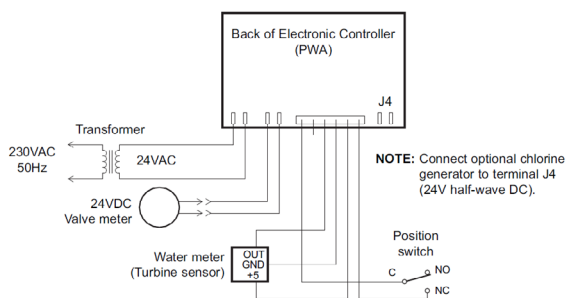 Back of Electronic Controller
(PWA)
J4
Transformer
230VAC
50Hz
24VAC
NOTE: Connect optional chlorine
generator to terminal J4
(24V half-wave DC).
24VDC
Valve meter
Position
switch
Water meter
(Turbine sensor)
OUT
GND
+5
C
NO
NC